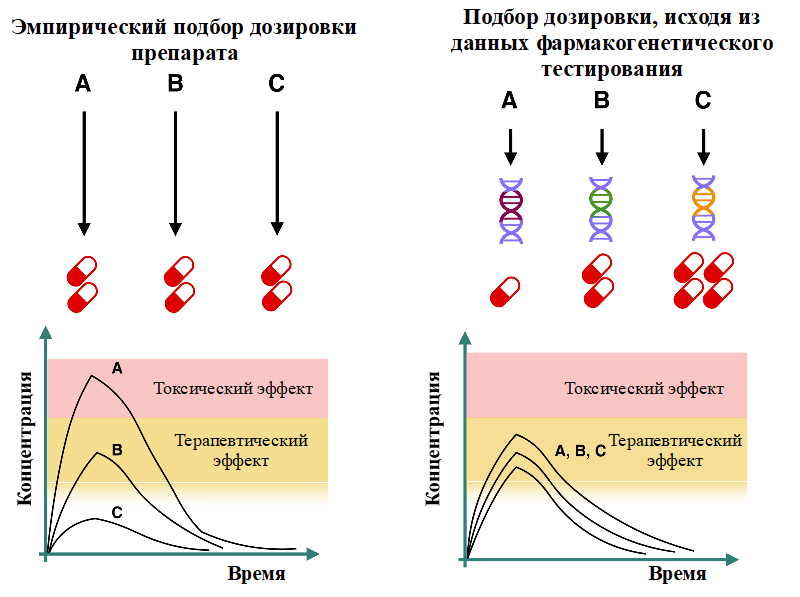 Эмпирический подбор дозировки
препарата
A
B
C
A
Токсический эффект
B
Терапевтический
эффект
C
Концентрация
Время
Подбор дозировки, исходя из
данных фармакогенетического
тестирования
A
B
C
Токсический эффект
A, B, C
Терапевтический
эффект
Концентрация
Время